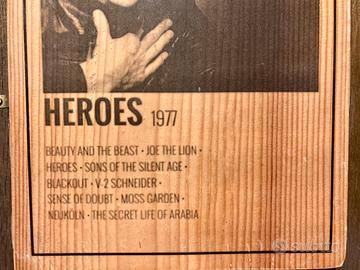 HEROES 1977
BEAUTY AND THE BEAST • JOE THE LION •
HEROES • SONS OF THE SILENT AGE •
BLACKOUT • V-2 SCHNEIDER •
SENSE OF DOUBT • MOSS GARDEN •
NEUKÖLN • THE SECRET LIFE OF ARABIA
subito